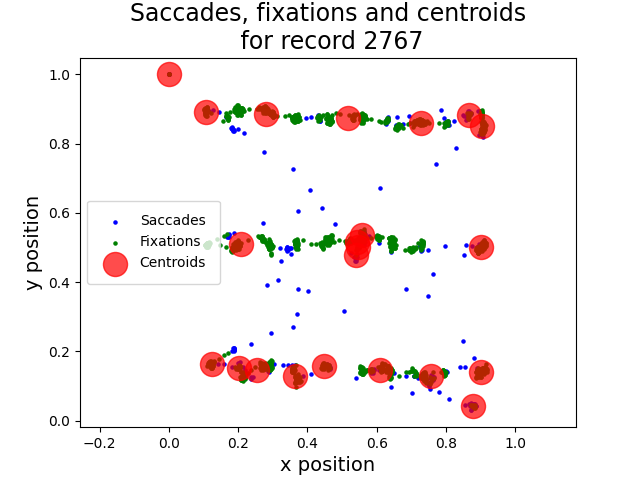 Saccades, fixations and centroids
for record 2767
1.0
0.8
0.6
0.4
0.2
0.0
y position
Saccades
Fixations
Centroids
−0.2 0.0 0.2 0.4 0.6 0.8 1.0
x position